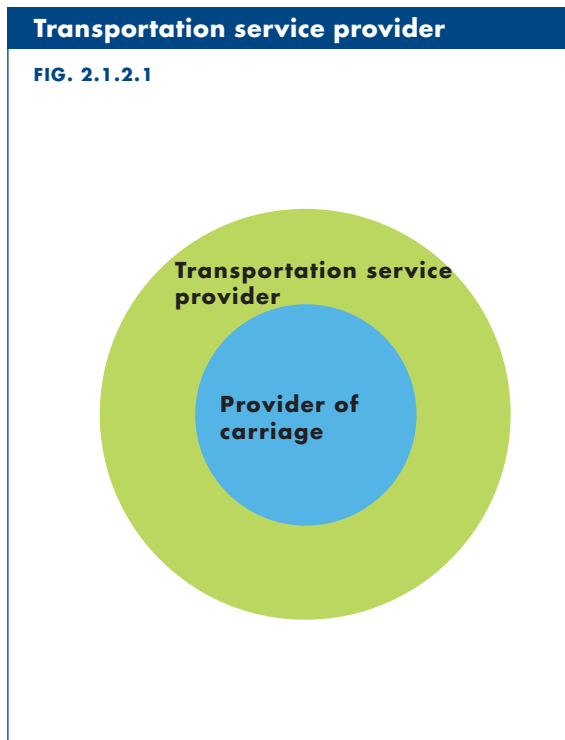 Transportation service provider
FIG. 2.1.2.1
Transportation service
provider
Provider of
carriage